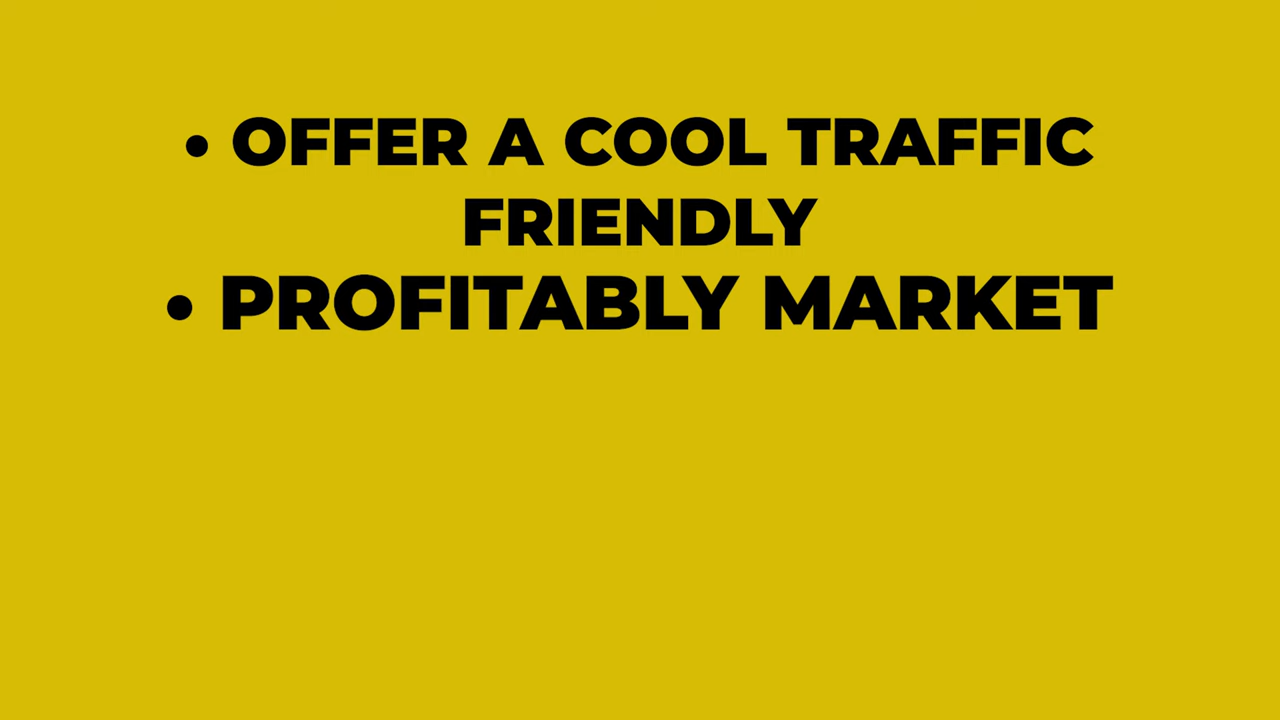 • OFFER A COOL TRAFFIC
FRIENDLY
• PROFITABLY MARKET